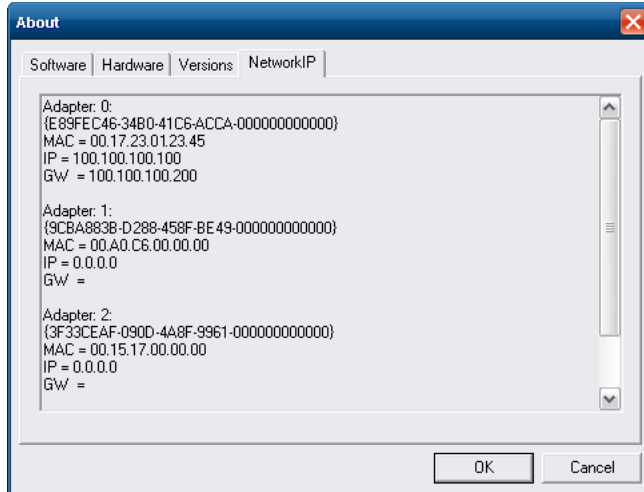 About
Software
Hardware
Versions
NetworkIP
Adapter: 0:
{E89FEC46-34B0-41C6-ACCA-000000000000}
MAC = 00.17.23.01.23.45
IP = 100.100.100.100
GW = 100.100.100.200
Adapter: 1:
{9CBA883B-D288-458F-BE49-000000000000}
MAC = 00.A0.C6.00.00.00
IP = 0.0.0.0
GW =
Adapter: 2:
{3F33CEAF-090D-4A8F-9961-000000000000}
MAC = 00.15.17.00.00.00
IP = 0.0.0.0
GW =
OK
Cancel